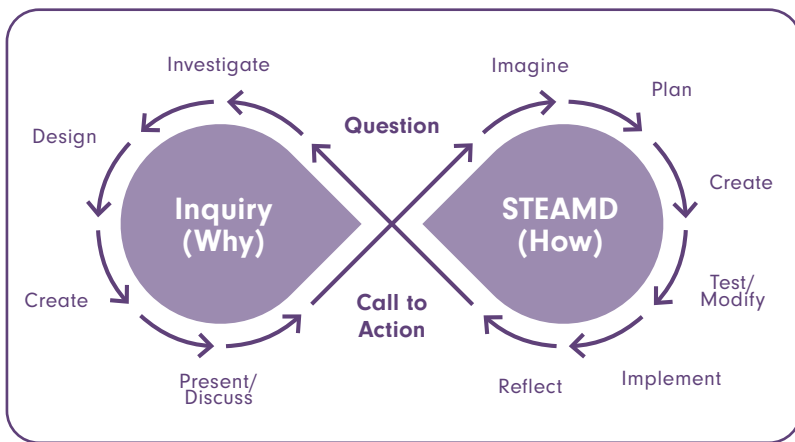 Investigate
Imagine
Plan
Question
Design
Create
Inquiry
(Why)
STEAMD
(How)
Test/
Modify
Create
Call to
Action
Present/
Discuss
Reflect
Implement